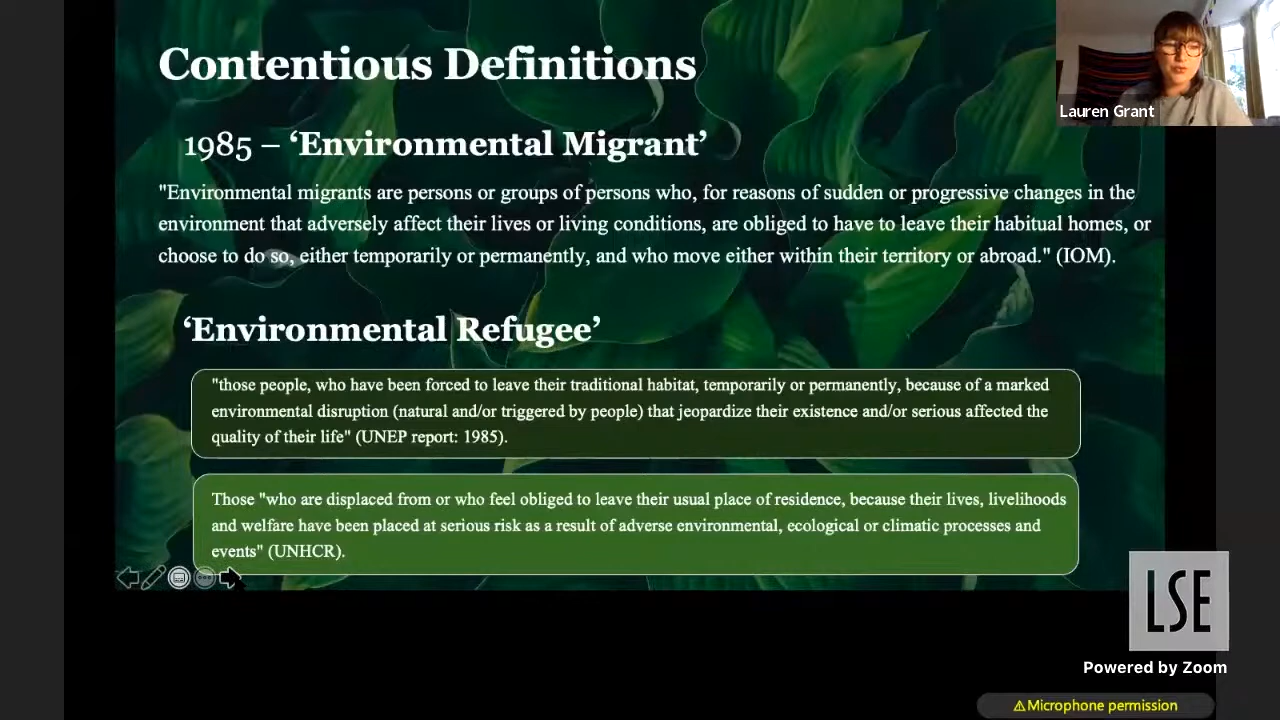 Contentious Definitions
1985 – ‘Environmental Migrant’
"Environmental migrants are persons or groups of persons who, for reasons of sudden or progressive changes in the
environment that adversely affect their lives or living conditions, are obliged to have to leave their habitual homes, or
choose to do so, either temporarily or permanently, and who move either within their territory or abroad." (IOM).
‘Environmental Refugee’
"those people, who have been forced to leave their traditional habitat, temporarily or permanently, because of a marked
environmental disruption (natural and/or triggered by people) that jeopardize their existence and/or serious affected the
quality of their life" (UNEP report: 1985).
Those "who are displaced from or who feel obliged to leave their usual place of residence, because their lives, livelihoods
and welfare have been placed at serious risk as a result of adverse environmental, ecological or climatic processes and
events" (UNHCR).
Lauren Grant
LSE
Powered by Zoom
⚠Microphone permission